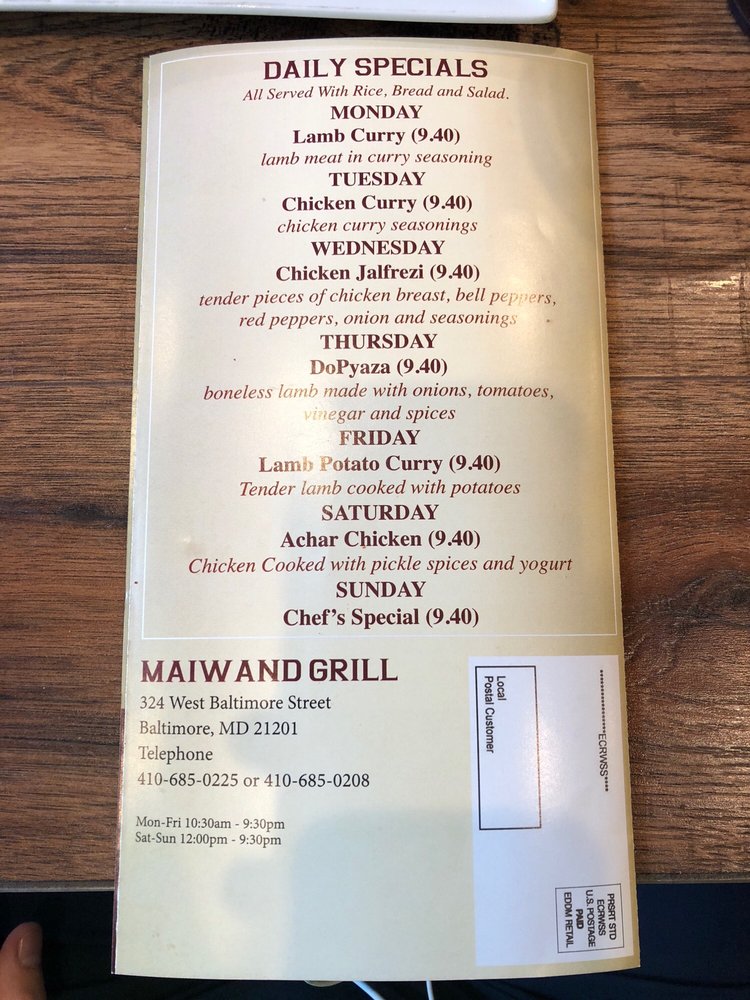 DAILY SPECIALS
All Served With Rice, Bread and Salad.
MONDAY
Lamb Curry (9.40)
lamb meat in curry seasoning
TUESDAY
Chicken Curry (9.40)
chicken curry seasonings
WEDNESDAY
Chicken Jalfrezi (9.40)
tender pieces of chicken breast, bell peppers,
red peppers, onion and seasonings
THURSDAY
DoPyaza (9.40)
boneless lamb made with onions, tomatoes,
vinegar and spices
FRIDAY
Lamb Potato Curry (9.40)
Tender lamb cooked with potatoes
SATURDAY
Achar Chicken (9.40)
Chicken Cooked with pickle spices and yogurt
SUNDAY
Chef's Special (9.40)
MAIWAND GRILL
324 West Baltimore Street
Baltimore, MD 21201
Telephone
410-685-0225 or 410-685-0208
Mon-Fri 10:30am - 9:30pm
Sat-Sun 12:00pm - 9:30pm
******************ECRWSS****
Local
Postal Customer
PRSRT STD
ECRWSS
U.S. POSTAGE
PAID
EDDM RETAIL